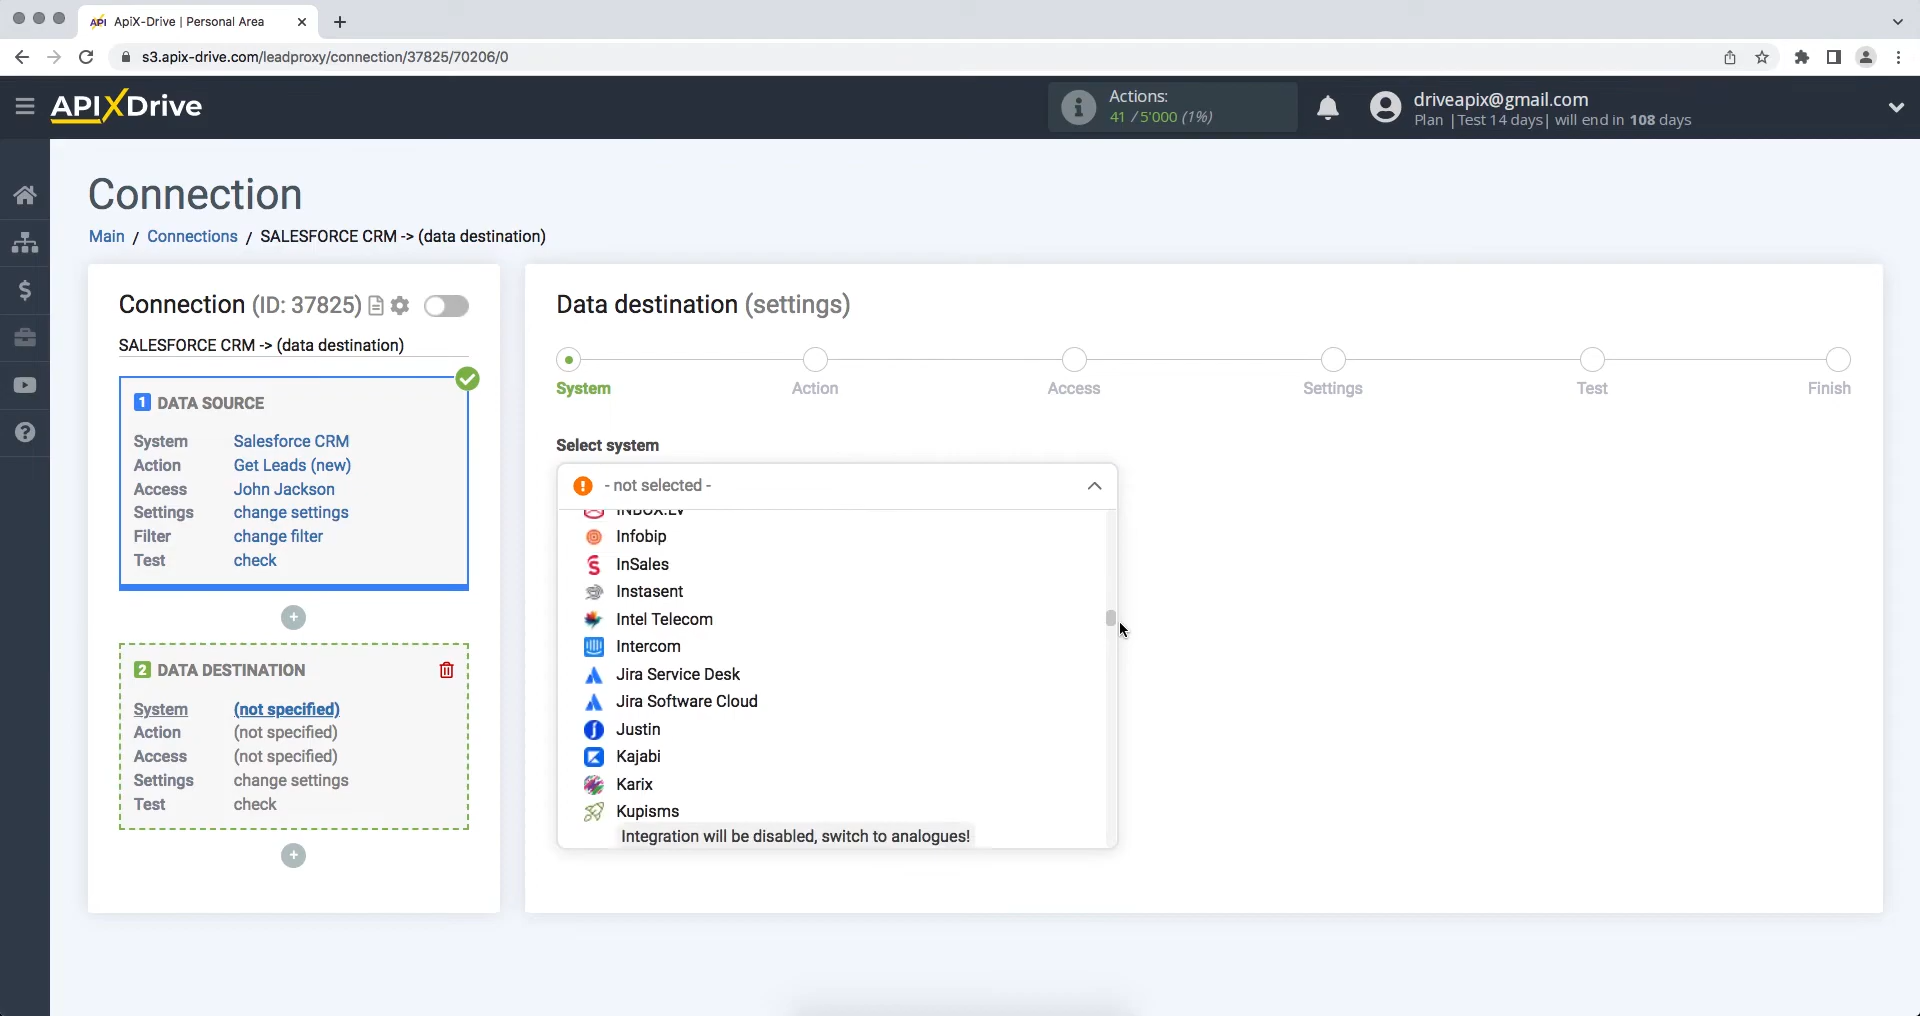 API ApiX-Drive | Personal Area
s3.apix-drive.com/leadproxy/connection/37825/70206/0
APIXDrive
Actions:
41 / 5'000 (1%)
driveapix@gmail.com
Plan |Test 14 days| will end in 108 days
Connection
Main / Connections / SALESFORCE CRM -> (data destination)
Connection (ID: 37825)
SALESFORCE CRM -> (data destination)
1 DATA SOURCE
System Salesforce CRM
Action Get Leads (new)
Access John Jackson
Settings change settings
Filter change filter
Test check
2 DATA DESTINATION
System (not specified)
Action (not specified)
Access (not specified)
Settings change settings
Test check
Data destination (settings)
System
Action
Access
Settings
Test
Finish
Select system
- not selected -
INBOX.LV
Infobip
InSales
Instasent
Intel Telecom
Intercom
Jira Service Desk
Jira Software Cloud
Justin
Kajabi
Karix
Kupisms
Integration will be disabled, switch to analogues!